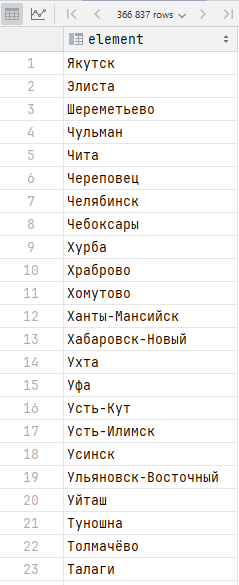 366 837 rows
element
1 Якутск
2 Элиста
3 Шереметьево
4 Чульман
5 Чита
6 Череповец
7 Челябинск
8 Чебоксары
9 Хурба
10 Храброво
11 Хомутово
12 Ханты-Мансийск
13 Хабаровск-Новый
14 Ухта
15 Уфа
16 Усть-Кут
17 Усть-Илимск
18 Усинск
19 Ульяновск-Восточный
20 Уйташ
21 Туношна
22 Толмачёво
23 Талаги